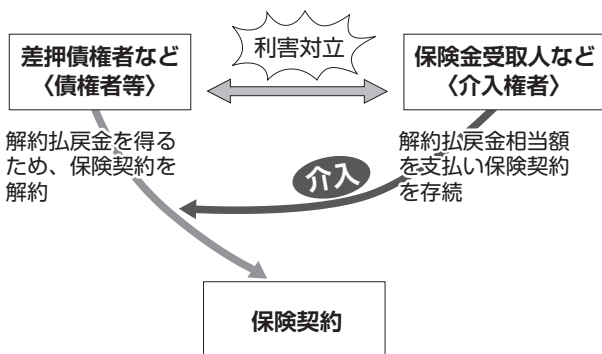 差押債権者など
〈債権者等〉
利害対立
保険金受取人など
〈介入権者〉
解約払戻金を得る
ため、保険契約を
解約
介入
解約払戻金相当額
を支払い保険契約
を存続
保険契約